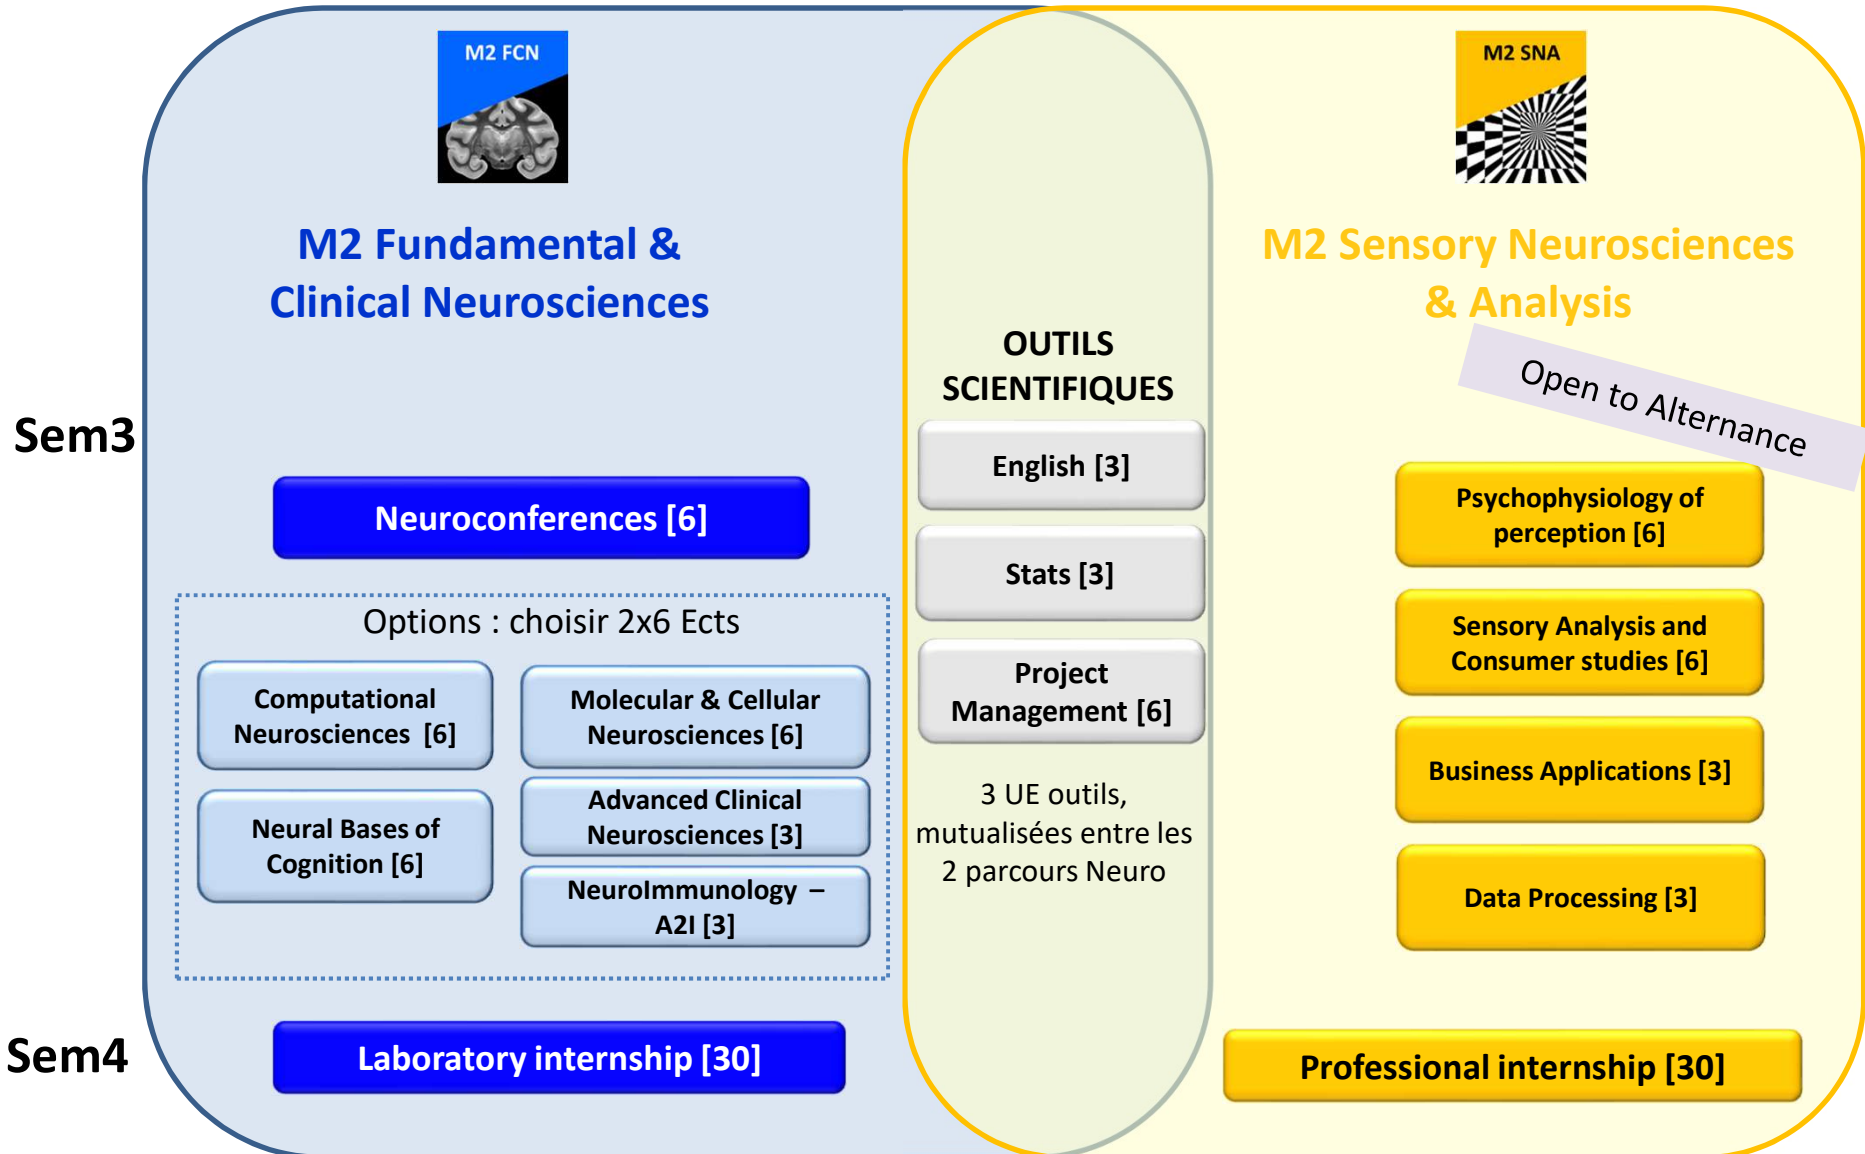 M2 FCN
M2 Fundamental &
Clinical Neurosciences
M2 SNA
M2 Sensory Neurosciences
& Analysis
Open to Alternance
Sem3
Neuroconferences [6]
Options : choisir 2x6 Ects
Computational
Neurosciences [6]
Neural Bases of
Cognition [6]
Molecular & Cellular
Neurosciences [6]
Advanced Clinical
Neurosciences [3]
NeuroImmunology –
A2I [3]
OUTILS
SCIENTIFIQUES
English [3]
Stats [3]
Project
Management [6]
3 UE outils,
mutualisées entre les
2 parcours Neuro
Psychophysiology of
perception [6]
Sensory Analysis and
Consumer studies [6]
Business Applications [3]
Data Processing [3]
Sem4
Laboratory internship [30]
Professional internship [30]